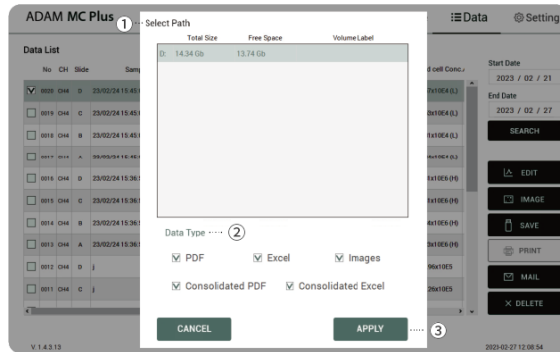 ADAM MC Plus
Data
Setting
Data List
No CH Slide
d cell Conc./
0020 CH4 D 23/02/24 15:45:
0019 CH4 C 23/02/24 15:45:
0018 CH4 B 23/02/24 15:45:
0016 CH4 D 23/02/24 15:36:
0015 CH4 C 23/02/24 15:36:
0014 CH4 B 23/02/24 15:36:
0013 CH4 A 23/02/24 15:36:
0012 CH4 D j
0011 CH4 C j
V. 1.4.3.13
1 Select Path
Total Size Free Space Volume Label
D: 14.34 Gb 13.74 Gb
Data Type 2
PDF Excel Images
Consolidated PDF Consolidated Excel
CANCEL APPLY 3
Start Date
2023 / 02 / 21
End Date
2023 / 02 / 27
SEARCH
EDIT
IMAGE
SAVE
PRINT
MAIL
DELETE
2021-02-27 12:08:54